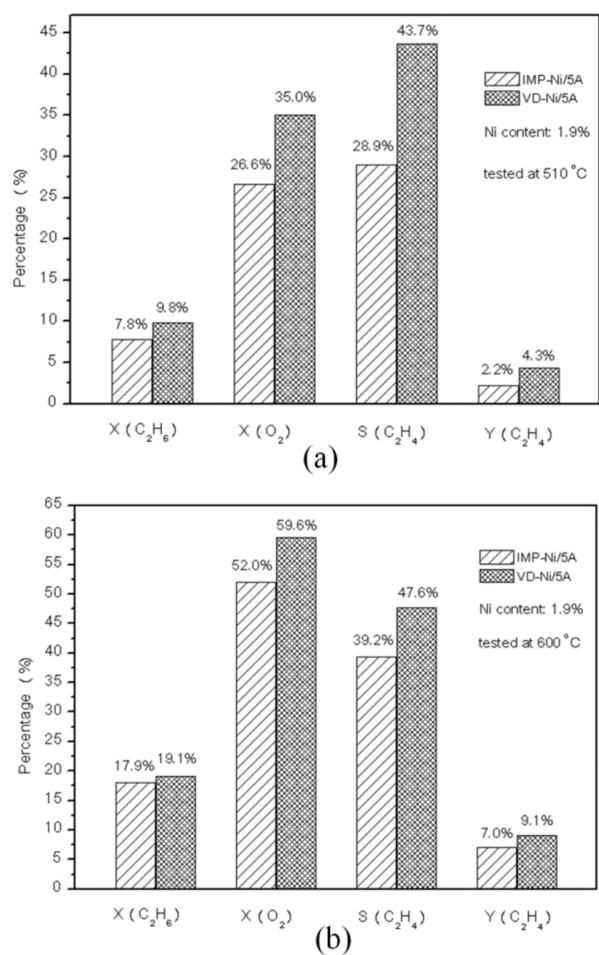 45
40
35
30
25
20
15
10
5
0
Percentage (%)
7.8%
9.8%
26.6%
35.0%
28.9%
43.7%
2.2%
4.3%
IMP-Ni/5A
VD-Ni/5A
Ni content: 1.9%
tested at 510 °C
X (C₂H₆)
X (O₂)
S (C₂H₄)
Y (C₂H₄)
(a)
65
60
55
50
45
40
35
30
25
20
15
10
5
0
Percentage (%)
17.9%
19.1%
52.0%
59.6%
39.2%
47.6%
7.0%
9.1%
IMP-Ni/5A
VD-Ni/5A
Ni content: 1.9%
tested at 600 °C
X (C₂H₆)
X (O₂)
S (C₂H₄)
Y (C₂H₄)
(b)